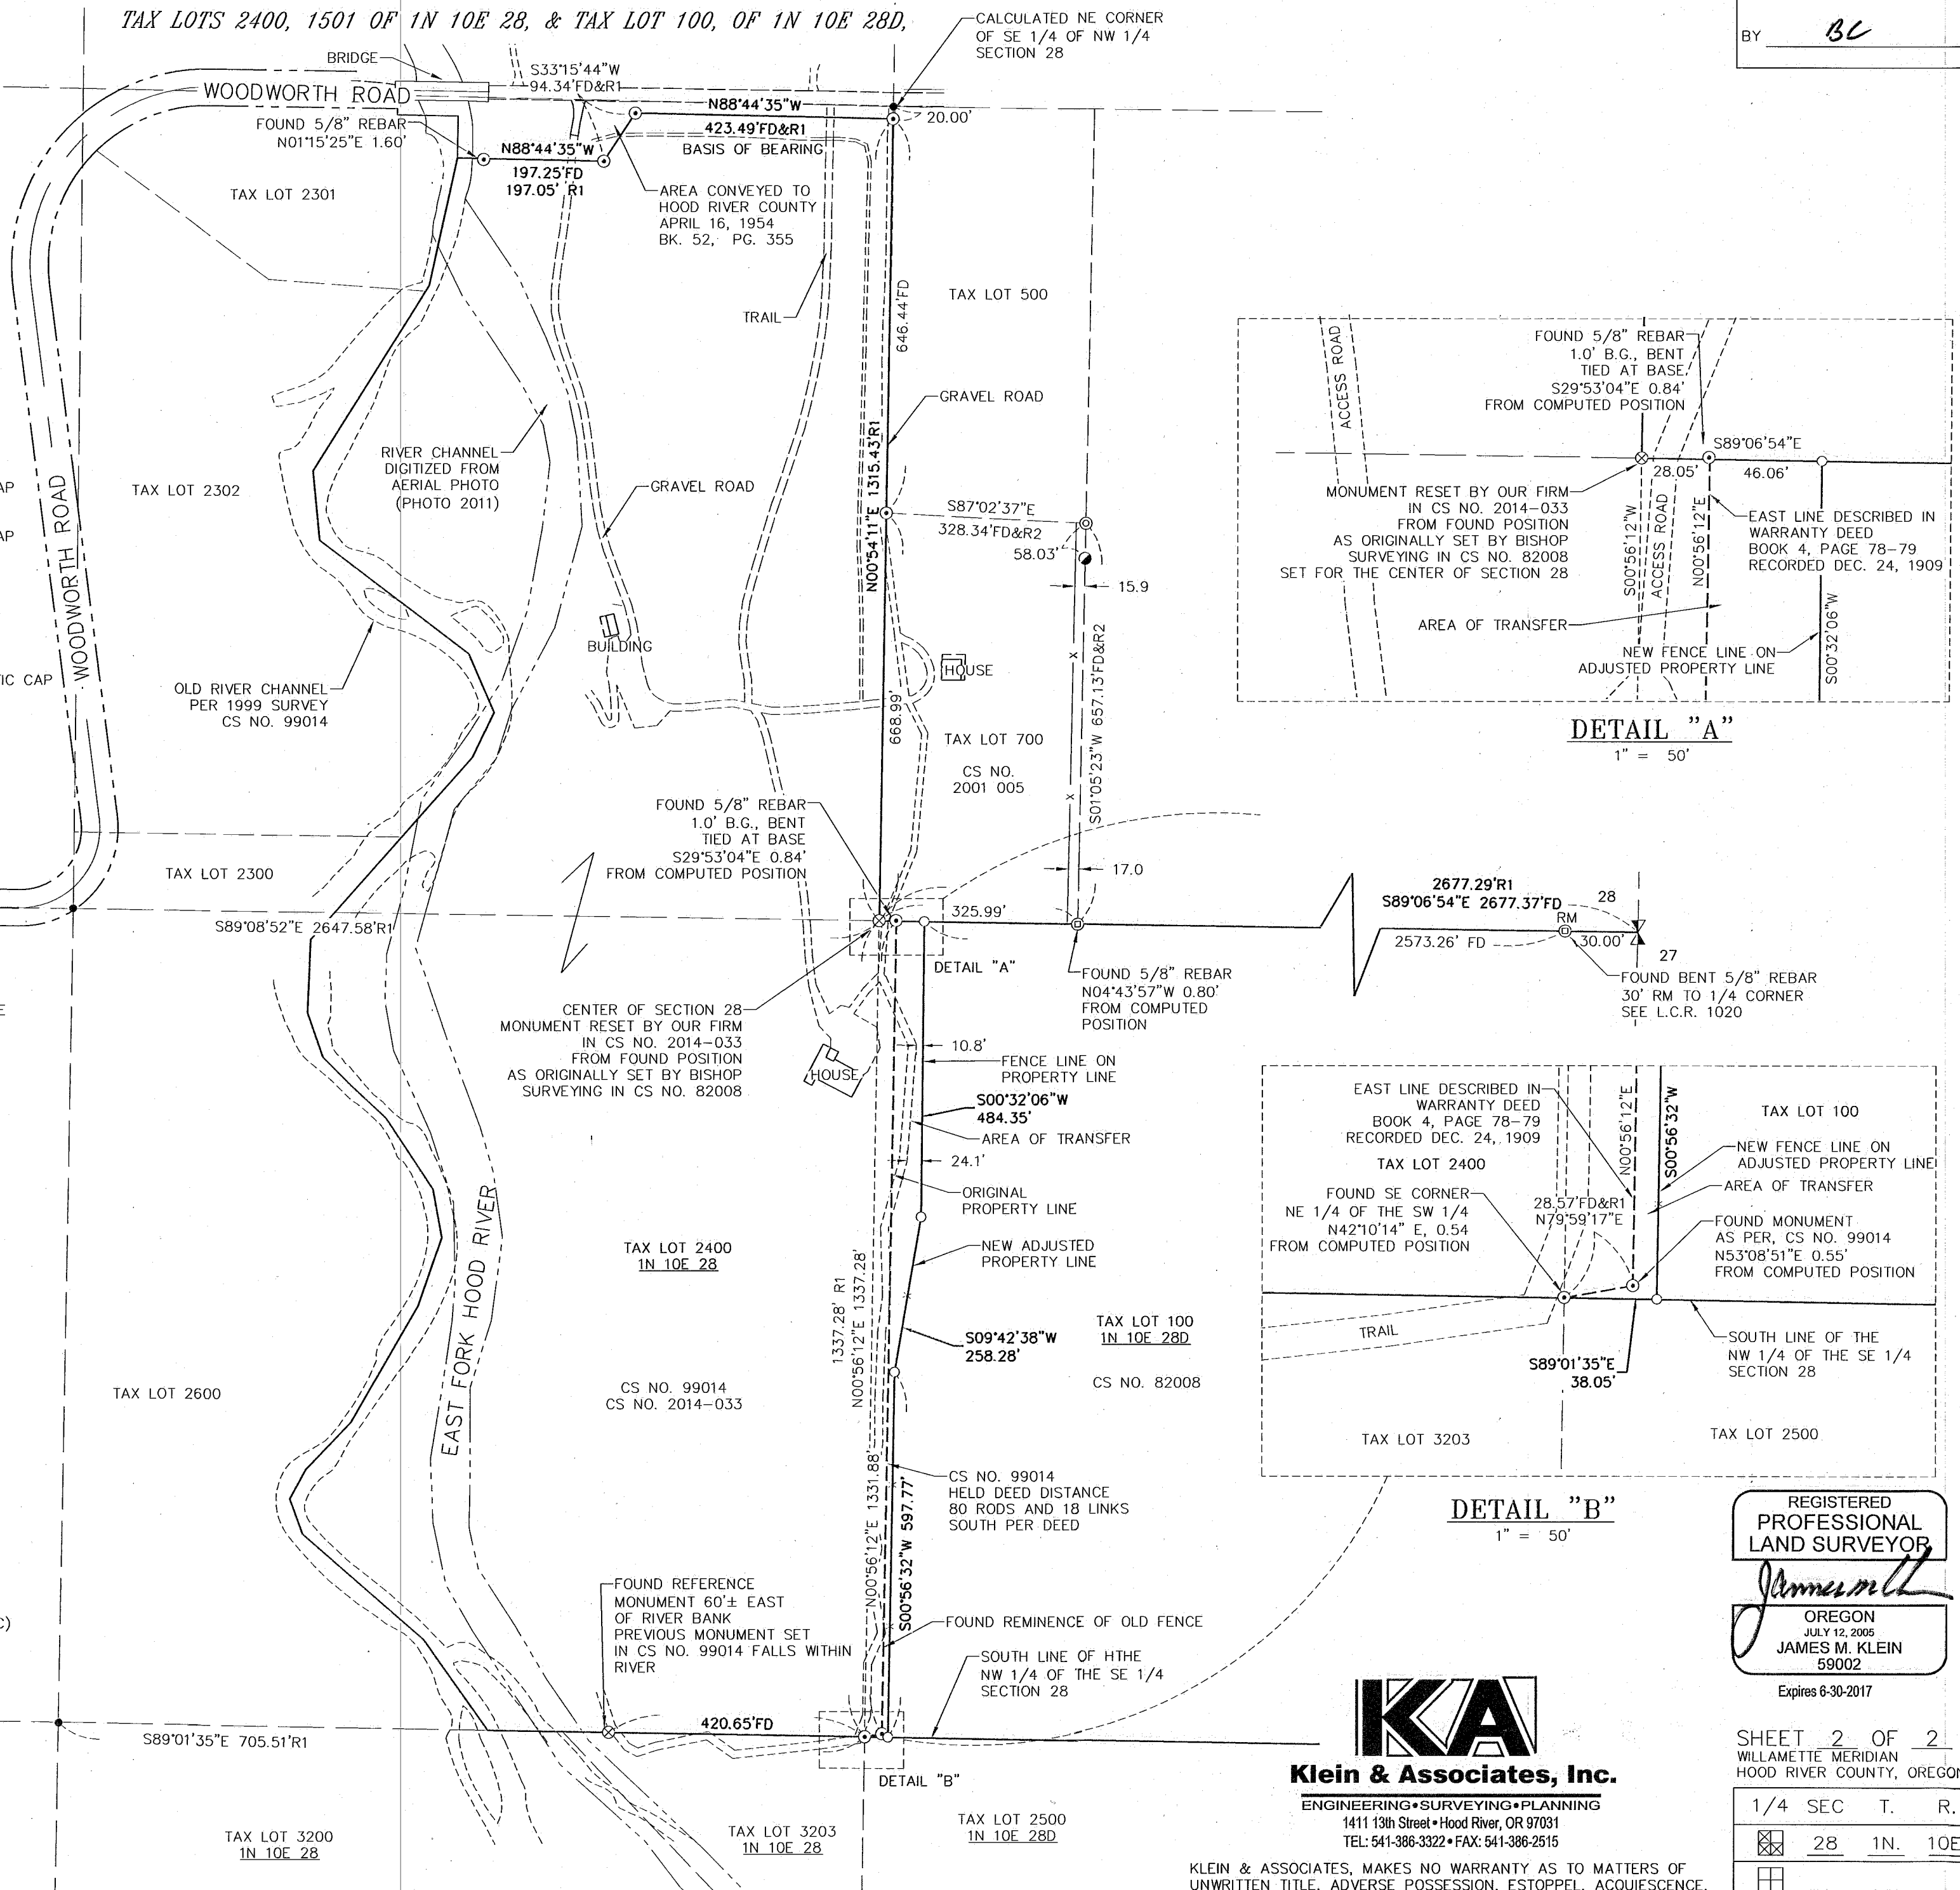 TAX LOTS 2400, 1501 OF 1N 10E 28, & TAX LOT 100, OF 1N 10E 28D,
CALCULATED NE CORNER
OF SE 1/4 OF NW 1/4
SECTION 28
BY BC
BRIDGE
WOODWORTH ROAD
S33°15'44"W
94.34'FD&R1
N88°44'35"W
423.49'FD&R1
BASIS OF BEARING
20.00'
FOUND 5/8" REBAR
N01°15'25"E 1.60'
N88°44'35"W
197.25'FD
197.05' R1
TAX LOT 2301
AREA CONVEYED TO
HOOD RIVER COUNTY
APRIL 16, 1954
BK. 52, PG. 355
TRAIL
646.44'FD
TAX LOT 500
GRAVEL ROAD
N00°54'11"E 1315.43'R1
RIVER CHANNEL
DIGITIZED FROM
AERIAL PHOTO
(PHOTO 2011)
GRAVEL ROAD
TAX LOT 2302
WOODWORTH ROAD
AP
AP
TIC CAP
S87°02'37"E
328.34'FD&R2
58.03'
15.9
BUILDING
HOUSE
OLD RIVER CHANNEL
PER 1999 SURVEY
CS NO. 99014
668.99'
TAX LOT 700
CS NO.
2001 005
S01°05'23"W 657.13'FD&R2
FOUND 5/8" REBAR
1.0' B.G., BENT
TIED AT BASE
S29°53'04"E 0.84'
FROM COMPUTED POSITION
TAX LOT 2300
17.0
S89°08'52"E 2647.58'R1
325.99'
DETAIL "A"
FOUND 5/8" REBAR
N04°43'57"W 0.80'
FROM COMPUTED
POSITION
2677.29'R1
S89°06'54"E 2677.37'FD
28
RM
2573.26' FD
30.00'
27
FOUND BENT 5/8" REBAR
30' RM TO 1/4 CORNER
SEE L.C.R. 1020
CENTER OF SECTION 28
MONUMENT RESET BY OUR FIRM
IN CS NO. 2014-033
FROM FOUND POSITION
AS ORIGINALLY SET BY BISHOP
SURVEYING IN CS NO. 82008
HOUSE
10.8'
FENCE LINE ON
PROPERTY LINE
S00°32'06"W
484.35'
AREA OF TRANSFER
24.1'
ORIGINAL
PROPERTY LINE
NEW ADJUSTED
PROPERTY LINE
TAX LOT 2400
1N 10E 28
1337.28' R1
N00°56'12"E 1337.28'
S09°42'38"W
258.28'
TAX LOT 100
1N 10E 28D
CS NO. 82008
EAST FORK HOOD RIVER
TAX LOT 2600
CS NO. 99014
CS NO. 2014-033
CS NO. 99014
HELD DEED DISTANCE
80 RODS AND 18 LINKS
SOUTH PER DEED
N00°56'12"E 1331.88'
S00°56'32"W 597.77'
FOUND REFERENCE
MONUMENT 60'± EAST
OF RIVER BANK
PREVIOUS MONUMENT SET
IN CS NO. 99014 FALLS WITHIN
RIVER
FOUND REMINENCE OF OLD FENCE
SOUTH LINE OF HTHE
NW 1/4 OF THE SE 1/4
SECTION 28
S89°01'35"E 705.51'R1
420.65'FD
DETAIL "B"
TAX LOT 3200
1N 10E 28
TAX LOT 3203
1N 10E 28
TAX LOT 2500
1N 10E 28D
ACCESS ROAD
FOUND 5/8" REBAR
1.0' B.G., BENT
TIED AT BASE
S29°53'04"E 0.84'
FROM COMPUTED POSITION
S89°06'54"E
28.05'
46.06'
MONUMENT RESET BY OUR FIRM
IN CS NO. 2014-033
FROM FOUND POSITION
AS ORIGINALLY SET BY BISHOP
SURVEYING IN CS NO. 82008
SET FOR THE CENTER OF SECTION 28
S00°56'12"W
ACCESS ROAD
N00°56'12"E
EAST LINE DESCRIBED IN
WARRANTY DEED
BOOK 4, PAGE 78-79
RECORDED DEC. 24, 1909
AREA OF TRANSFER
NEW FENCE LINE ON
ADJUSTED PROPERTY LINE
S00°32'06"W
DETAIL "A"
1" = 50'
EAST LINE DESCRIBED IN
WARRANTY DEED
BOOK 4, PAGE 78-79
RECORDED DEC. 24, 1909
TAX LOT 2400
N00°56'12"E
S00°56'32"W
TAX LOT 100
NEW FENCE LINE ON
ADJUSTED PROPERTY LINE
AREA OF TRANSFER
FOUND SE CORNER
NE 1/4 OF THE SW 1/4
N42°10'14" E, 0.54
FROM COMPUTED POSITION
28.57'FD&R1
N79°59'17"E
FOUND MONUMENT
AS PER, CS NO. 99014
N53°08'51"E 0.55'
FROM COMPUTED POSITION
TRAIL
S89°01'35"E
38.05'
SOUTH LINE OF THE
NW 1/4 OF THE SE 1/4
SECTION 28
TAX LOT 3203
TAX LOT 2500
DETAIL "B"
1" = 50'
REGISTERED
PROFESSIONAL
LAND SURVEYOR
OREGON
JULY 12, 2005
JAMES M. KLEIN
59002
Expires 6-30-2017
KA
Klein & Associates, Inc.
ENGINEERING•SURVEYING•PLANNING
1411 13th Street • Hood River, OR 97031
TEL: 541-386-3322 • FAX: 541-386-2515
KLEIN & ASSOCIATES, MAKES NO WARRANTY AS TO MATTERS OF
UNWRITTEN TITLE, ADVERSE POSSESSION, ESTOPPEL, ACQUIESCENCE,
SHEET 2 OF 2
WILLAMETTE MERIDIAN
HOOD RIVER COUNTY, OREGON
1/4 SEC T. R.
28 1N. 10E